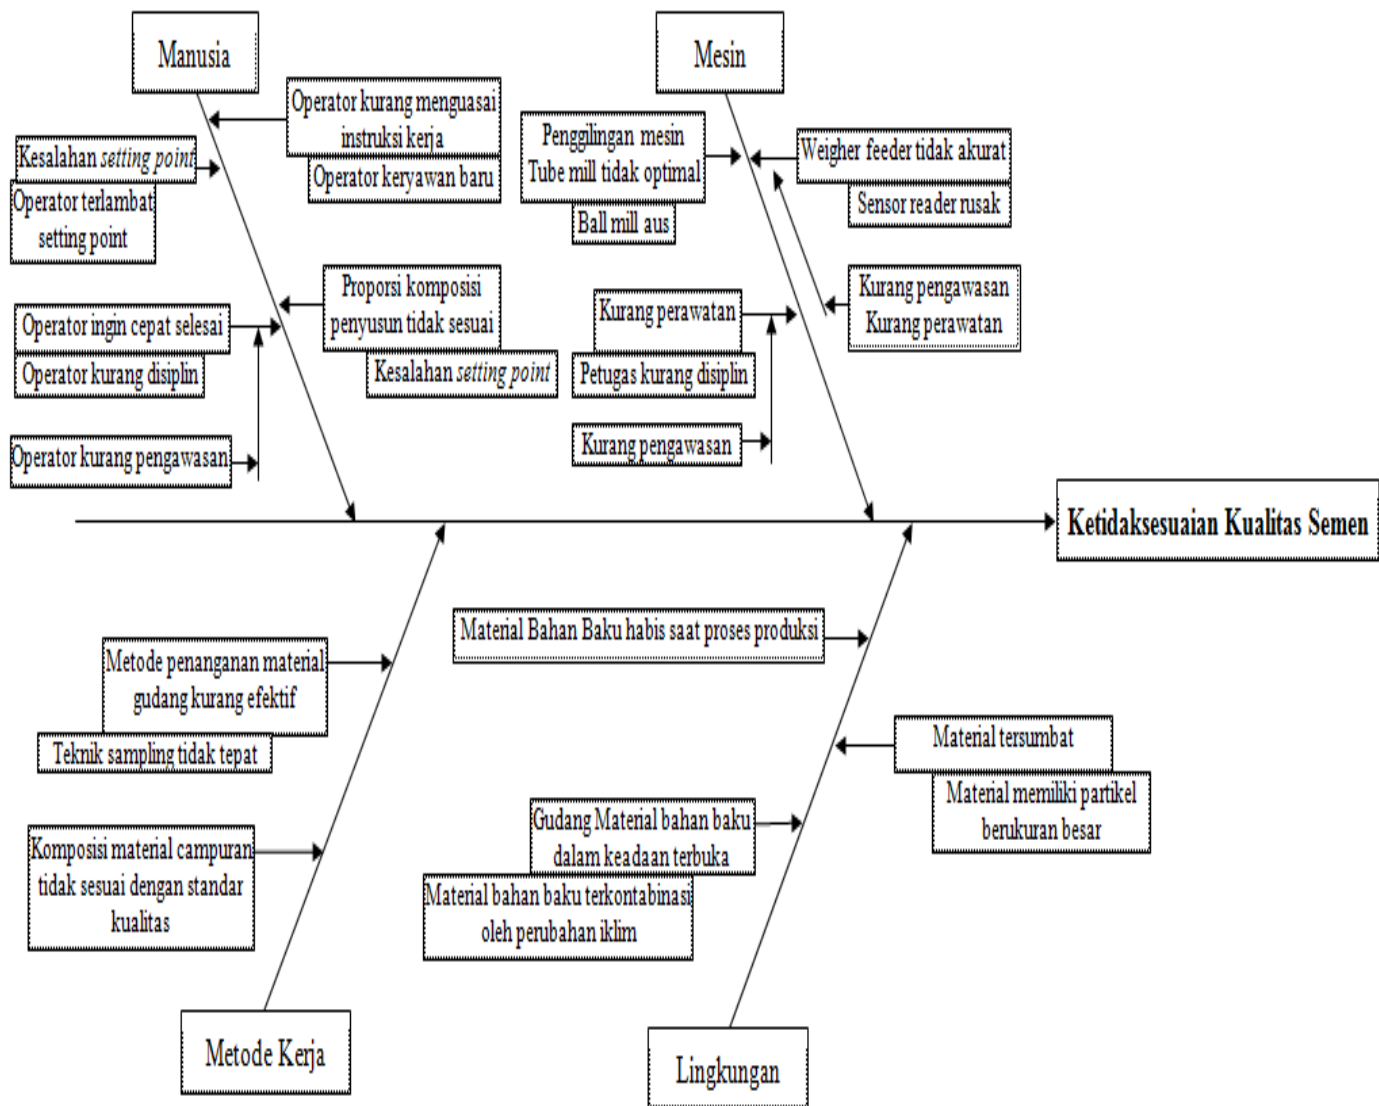 Manusia
Mesin
Operator kurang menguasai
instruksi kerja
Operator keryawan baru
Kesalahan setting point
Operator terlambat
setting point
Proporsi komposisi
penyusun tidak sesuai
Kesalahan setting point
Operator ingin cepat selesai
Operator kurang disiplin
Operator kurang pengawasan
Penggilingan mesin
Tube mill tidak optimal
Ball mill aus
Weigher feeder tidak akurat
Sensor reader rusak
Kurang perawatan
Petugas kurang disiplin
Kurang pengawasan
Kurang pengawasan
Kurang perawatan
Ketidaksesuaian Kualitas Semen
Metode penanganan material
gudang kurang efektif
Teknik sampling tidak tepat
Komposisi material campuran
tidak sesuai dengan standar
kualitas
Material Bahan Baku habis saat proses produksi
Material tersumbat
Material memiliki partikel
berukuran besar
Gudang Material bahan baku
dalam keadaan terbuka
Material bahan baku terkontabinasi
oleh perubahan iklim
Metode Kerja
Lingkungan